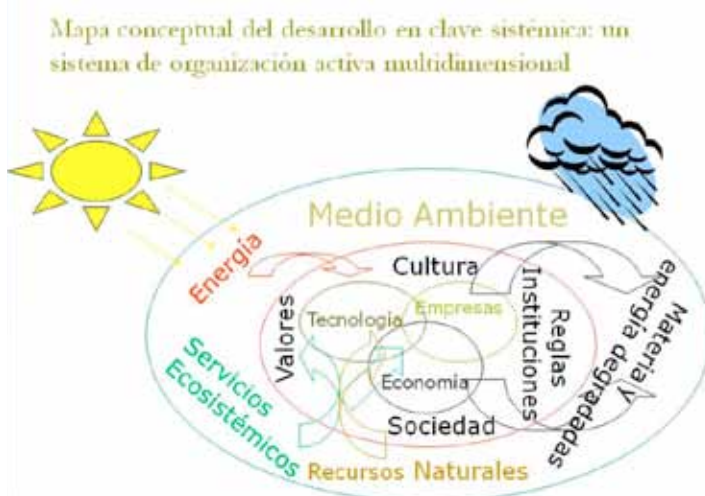 Mapa conceptual del desarrollo en clave sistémica: un
sistema de organización activa multidimensional
Medio Ambiente
Energía
Cultura
Valores
Tecnología
Empresas
Reglas
Instituciones
Materia y
energía degradadas
Servicios
Ecosistémicos
Economia
Sociedad
Recursos Naturales